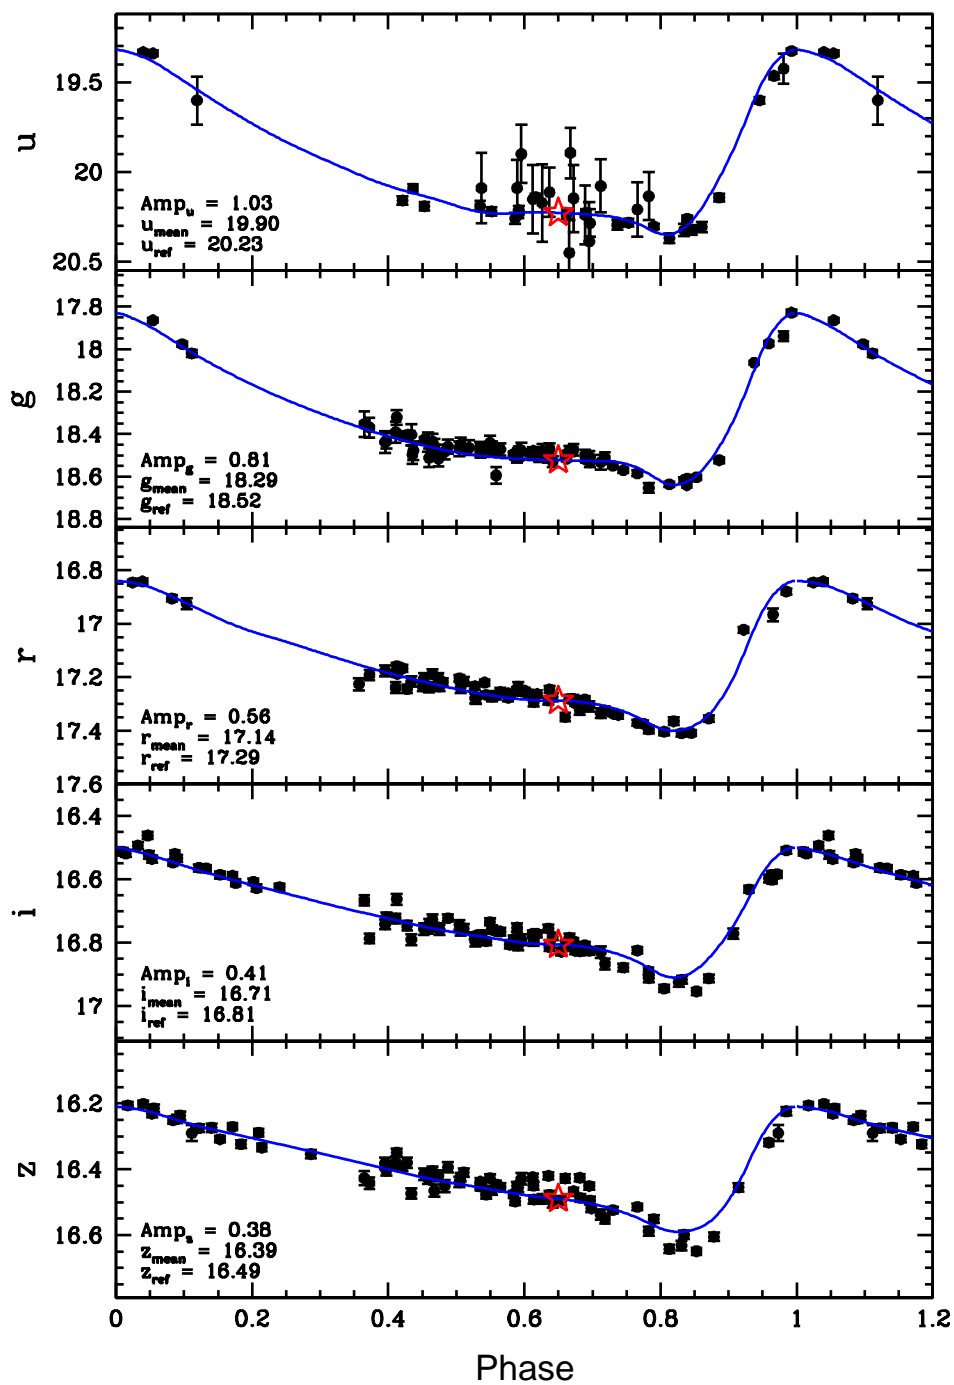 u
19.5
20
20.5
Amp_u = 1.03
u_mean = 19.90
u_ref = 20.23
g
17.8
18
18.2
18.4
18.6
18.8
Amp_g = 0.81
g_mean = 18.29
g_ref = 18.52
r
16.8
17
17.2
17.4
17.6
Amp_r = 0.56
r_mean = 17.14
r_ref = 17.29
i
16.4
16.6
16.8
17
Amp_i = 0.41
i_mean = 16.71
i_ref = 16.81
z
16.2
16.4
16.6
Amp_z = 0.38
z_mean = 16.39
z_ref = 16.49
0 0.2 0.4 0.6 0.8 1 1.2
Phase